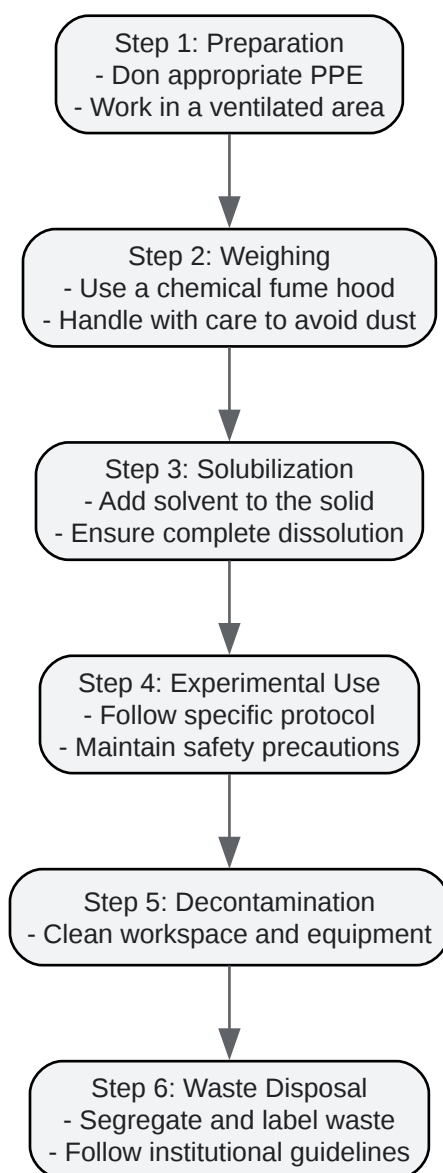 Step 1: Preparation
- Don appropriate PPE
- Work in a ventilated area
Step 2: Weighing
- Use a chemical fume hood
- Handle with care to avoid dust
Step 3: Solubilization
- Add solvent to the solid
- Ensure complete dissolution
Step 4: Experimental Use
- Follow specific protocol
- Maintain safety precautions
Step 5: Decontamination
- Clean workspace and equipment
Step 6: Waste Disposal
- Segregate and label waste
- Follow institutional guidelines